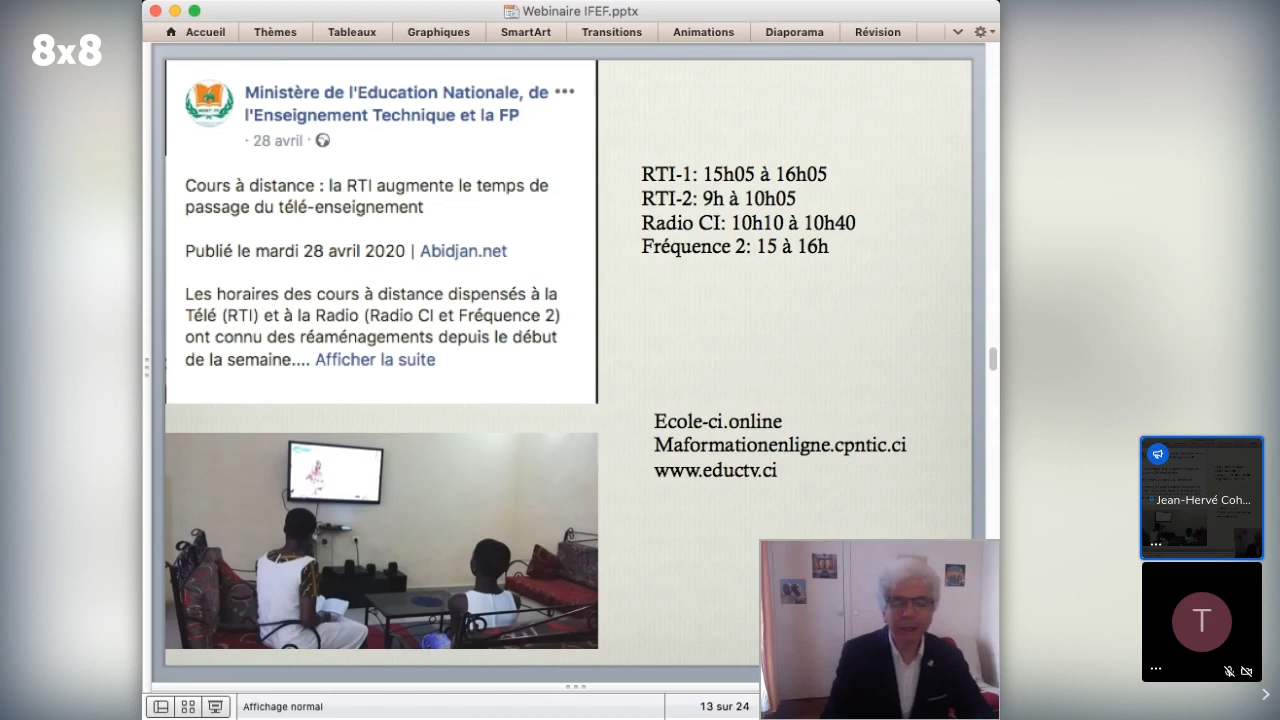 8x8
Webinaire IFEF.pptx
Accueil Thèmes Tableaux Graphiques SmartArt Transitions Animations Diaporama Révision
Ministère de l'Education Nationale, de
l'Enseignement Technique et la FP
· 28 avril ·
Cours à distance : la RTI augmente le temps de
passage du télé-enseignement
Publié le mardi 28 avril 2020 | Abidjan.net
Les horaires des cours à distance dispensés à la
Télé (RTI) et à la Radio (Radio CI et Fréquence 2)
ont connu des réaménagements depuis le début
de la semaine.... Afficher la suite
RTI-1: 15h05 à 16h05
RTI-2: 9h à 10h05
Radio CI: 10h10 à 10h40
Fréquence 2: 15 à 16h
Ecole-ci.online
Maformationenligne.cpntic.ci
www.eductv.ci
Jean-Hervé Coh...
T
Affichage normal
13 sur 24